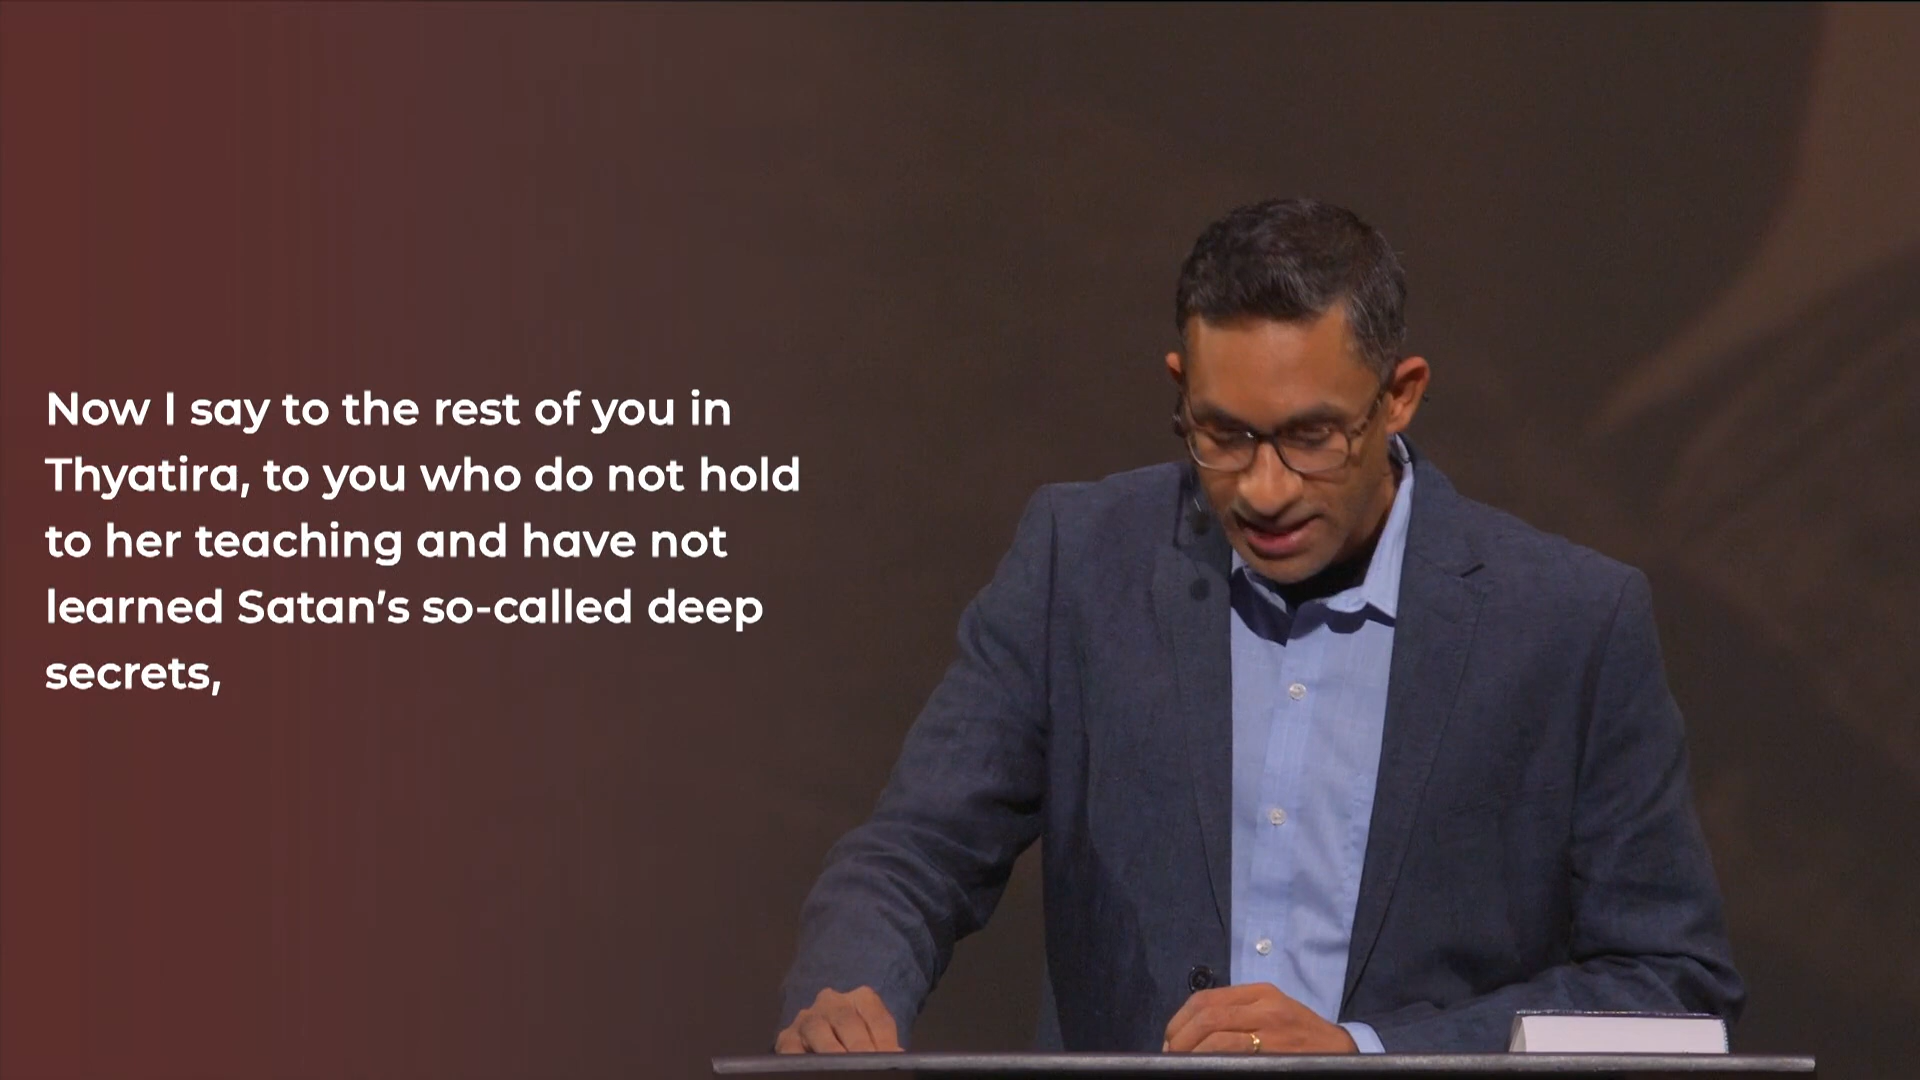 Now I say to the rest of you in
Thyatira, to you who do not hold
to her teaching and have not
learned Satan’s so-called deep
secrets,